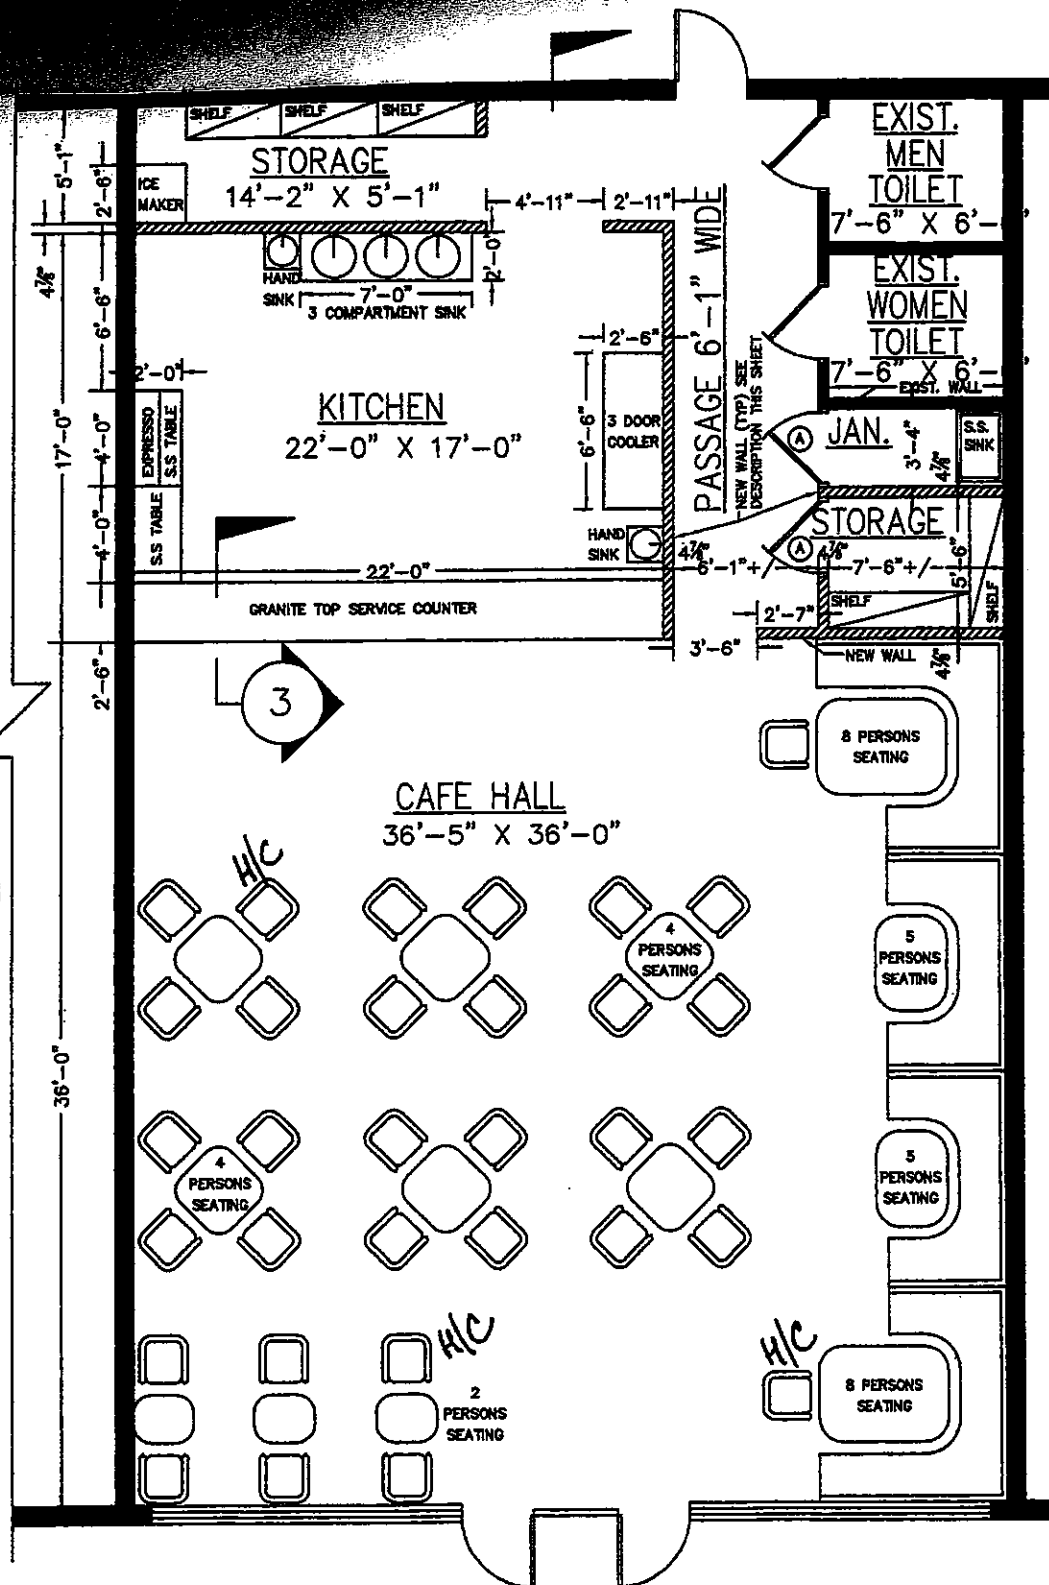 SHELF
SHELF
SHELF
EXIST.
MEN
TOILET
7'-6" X 6'-
STORAGE
14'-2" X 5'-1"
5'-1"
2'-6"
ICE
MAKER
4'-11"
2'-11"
4⅞"
HAND
SINK
7'-0"
2'-0"
3 COMPARTMENT SINK
EXIST.
WOMEN
TOILET
7'-6" X 6'-
EXIST. WALL
PASSAGE 6'-1" WIDE
NEW WALL (TYP) SEE
DESCRIPTION THIS SHEET
6'-6"
2'-0"
2'-6"
17'-0"
KITCHEN
22'-0" X 17'-0"
6'-6"
3 DOOR
COOLER
A
JAN.
3'-4"
4⅞"
S.S.
SINK
4'-0"
EXPRESSO
S.S TABLE
4'-0"
S.S TABLE
HAND
SINK
STORAGE
A
4⅞"
4⅞"
6'-1"+/-
7'-6"+/-
5'-6"
SHELF
SHELF
22'-0"
GRANITE TOP SERVICE COUNTER
2'-7"
3'-6"
NEW WALL
4⅞"
2'-6"
3
8 PERSONS
SEATING
CAFE HALL
36'-5" X 36'-0"
H/C
4
PERSONS
SEATING
5
PERSONS
SEATING
36'-0"
4
PERSONS
SEATING
5
PERSONS
SEATING
H/C
H/C
2
PERSONS
SEATING
8 PERSONS
SEATING